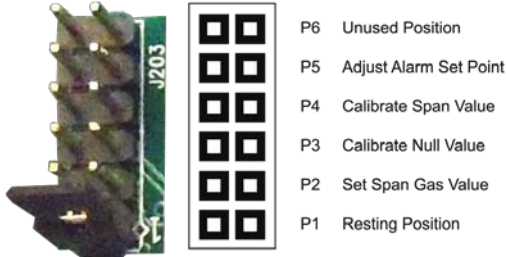 J203
1
P6 Unused Position
P5 Adjust Alarm Set Point
P4 Calibrate Span Value
P3 Calibrate Null Value
P2 Set Span Gas Value
P1 Resting Position